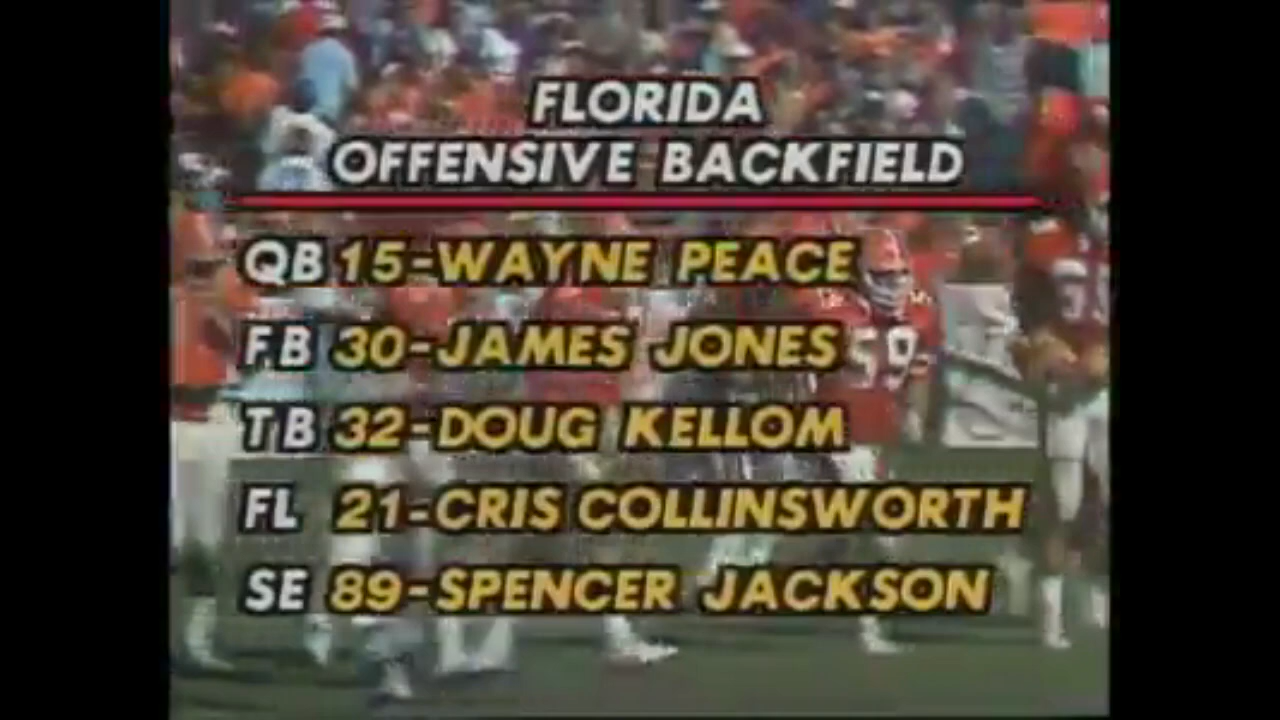 FLORIDA
OFFENSIVE BACKFIELD
QB 15-WAYNE PEACE
FB 30-JAMES JONES
TB 32-DOUG KELLOM
FL 21-CRIS COLLINSWORTH
SE 89-SPENCER JACKSON
59